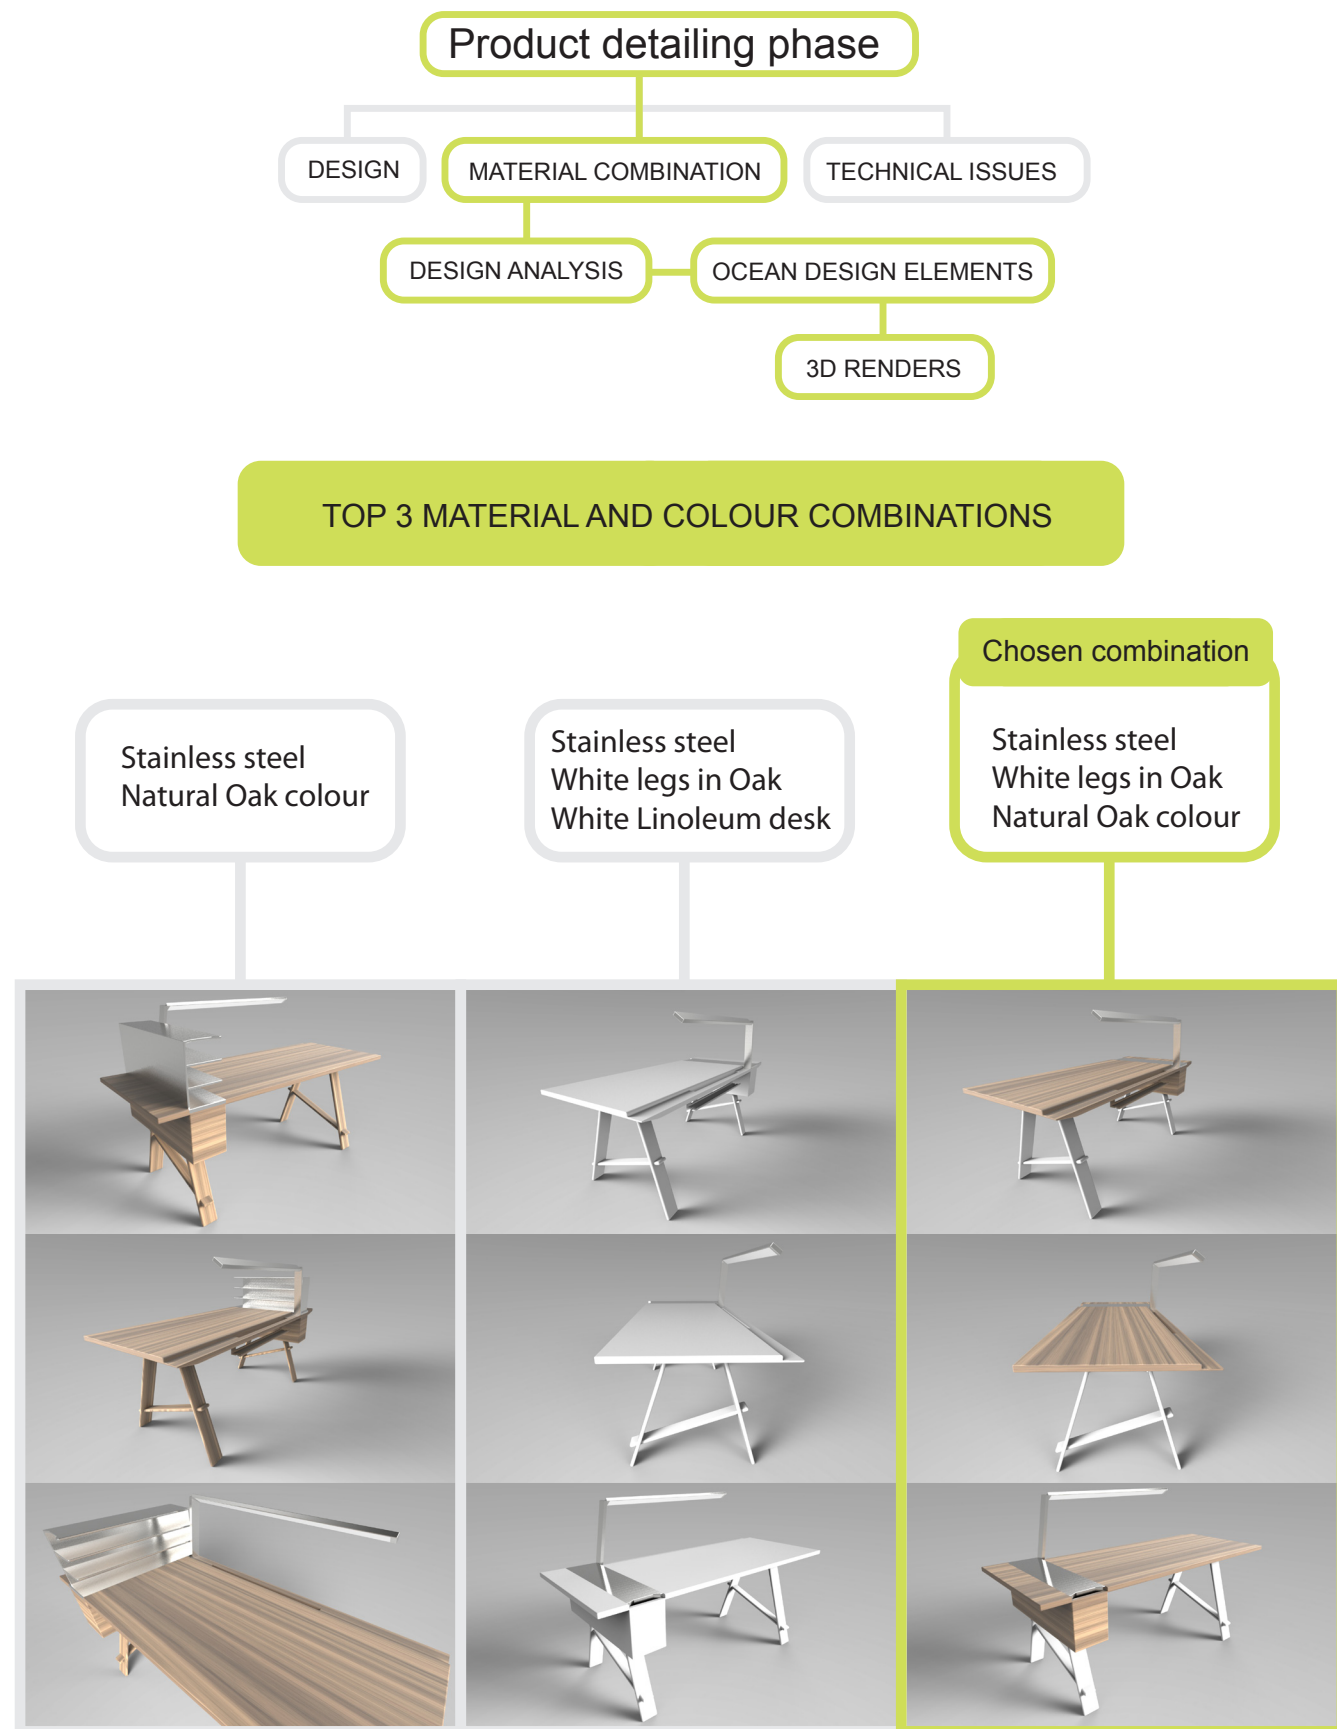 Product detailing phase
DESIGN
MATERIAL COMBINATION
TECHNICAL ISSUES
DESIGN ANALYSIS
OCEAN DESIGN ELEMENTS
3D RENDERS
TOP 3 MATERIAL AND COLOUR COMBINATIONS
Stainless steel
Natural Oak colour
Stainless steel
White legs in Oak
White Linoleum desk
Chosen combination
Stainless steel
White legs in Oak
Natural Oak colour